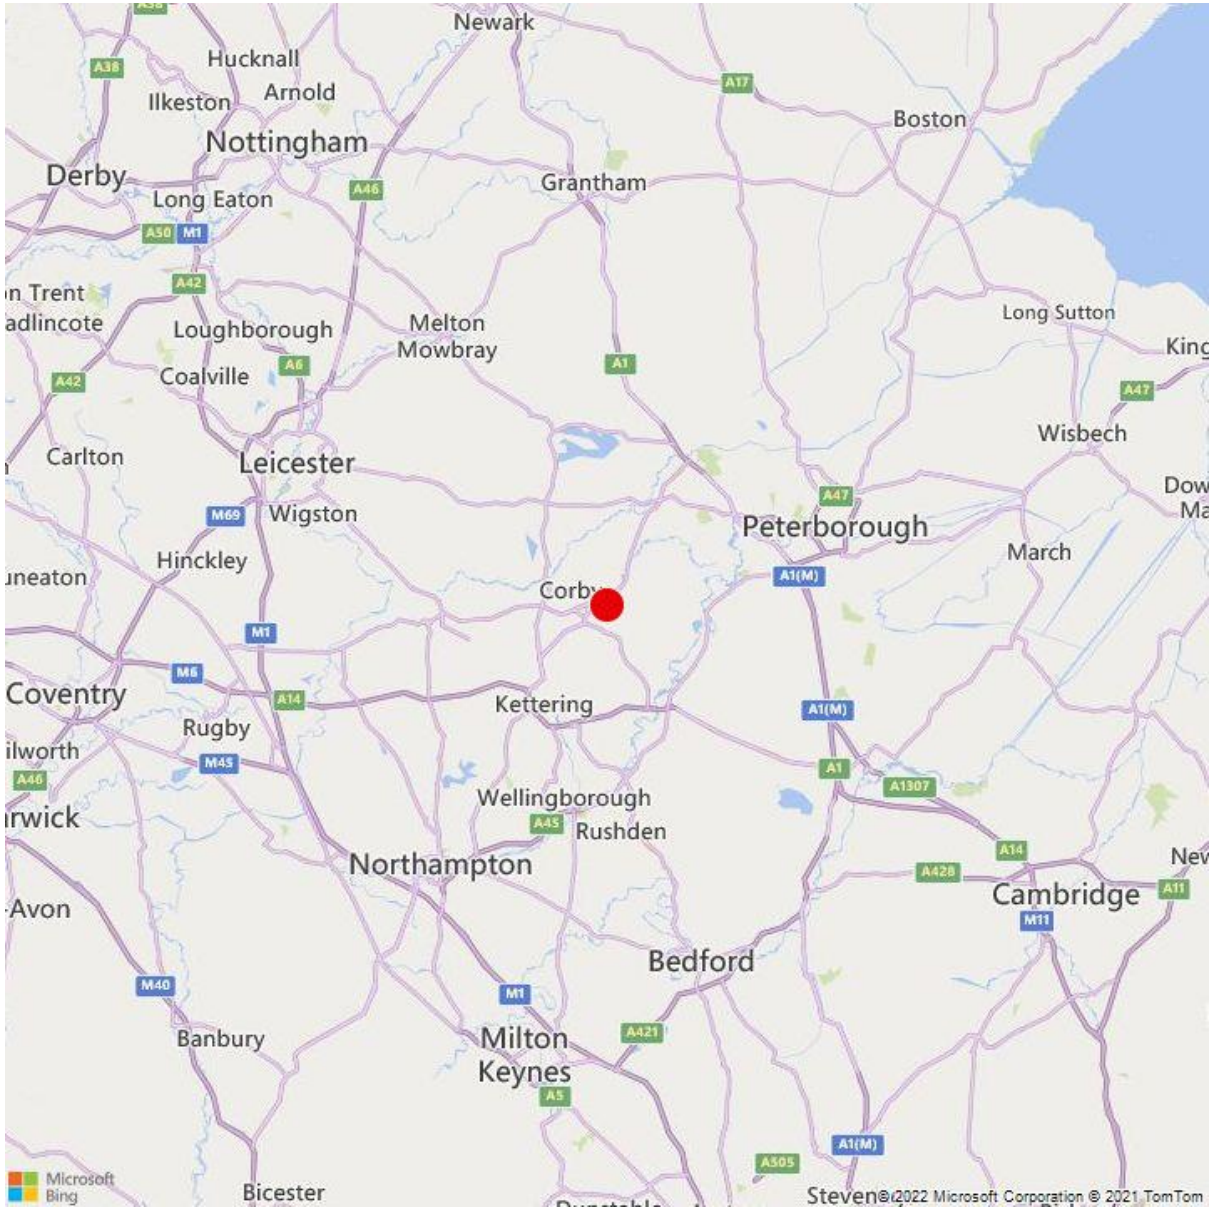 A38
Newark
Hucknall
A38
Ilkeston
Arnold
A17
Boston
Nottingham
Derby
A46
Grantham
Long Eaton
A50
M1
A42
n Trent
adlincote
Loughborough
Melton
Mowbray
Long Sutton
King
A6
A1
Coalville
A42
A47
Wisbech
Carlton
Leicester
Dow
Ma
A47
M69
Wigston
Peterborough
Hinckley
March
uneaton
A1(M)
Corby
M1
M6
Coventry
A14
Kettering
A1(M)
Rugby
ilworth
M45
A46
A1
A1307
Wellingborough
rwick
A45
Rushden
A14
Northampton
New
A428
Cambridge
A11
-Avon
M11
Bedford
M40
M1
Banbury
Milton
Keynes
A421
A5
A1(M)
A505
Microsoft
Bing
Bicester
Steven
© 2022 Microsoft Corporation © 2021 TomTom